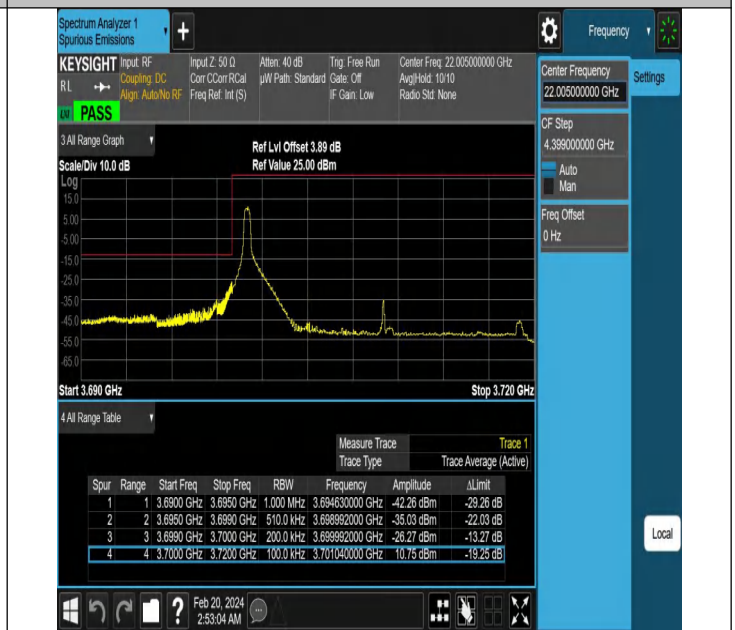 Spectrum Analyzer 1
Spurious Emissions
+
Frequency
KEYSIGHT Input: RF Input Z: 50 Ω Atten: 40 dB Trig: Free Run Center Freq: 22.005000000 GHz
RL Coupling: DC Corr CCorr RCal µW Path: Standard Gate: Off Avg|Hold: 10/10
Align: Auto/No RF Freq Ref: Int (S) IF Gain: Low Radio Std: None
PASS
Center Frequency
22.005000000 GHz
Settings
CF Step
4.399000000 GHz
Auto
Man
Freq Offset
0 Hz
3 All Range Graph
Ref Lvl Offset 3.89 dB
Scale/Div 10.0 dB Ref Value 25.00 dBm
Log
15.0
5.00
-5.00
-15.0
-25.0
-35.0
-45.0
-55.0
-65.0
Start 3.690 GHz Stop 3.720 GHz
4 All Range Table
Measure Trace Trace 1
Trace Type Trace Average (Active)
Spur Range Start Freq Stop Freq RBW Frequency Amplitude ΔLimit
1 1 3.6900 GHz 3.6950 GHz 1.000 MHz 3.694630000 GHz -42.26 dBm -29.26 dB
2 2 3.6950 GHz 3.6990 GHz 510.0 kHz 3.698992000 GHz -35.03 dBm -22.03 dB
3 3 3.6990 GHz 3.7000 GHz 200.0 kHz 3.699992000 GHz -26.27 dBm -13.27 dB
4 4 3.7000 GHz 3.7200 GHz 100.0 kHz 3.701040000 GHz 10.75 dBm -19.25 dB
Local
?
Feb 20, 2024
2:53:04 AM